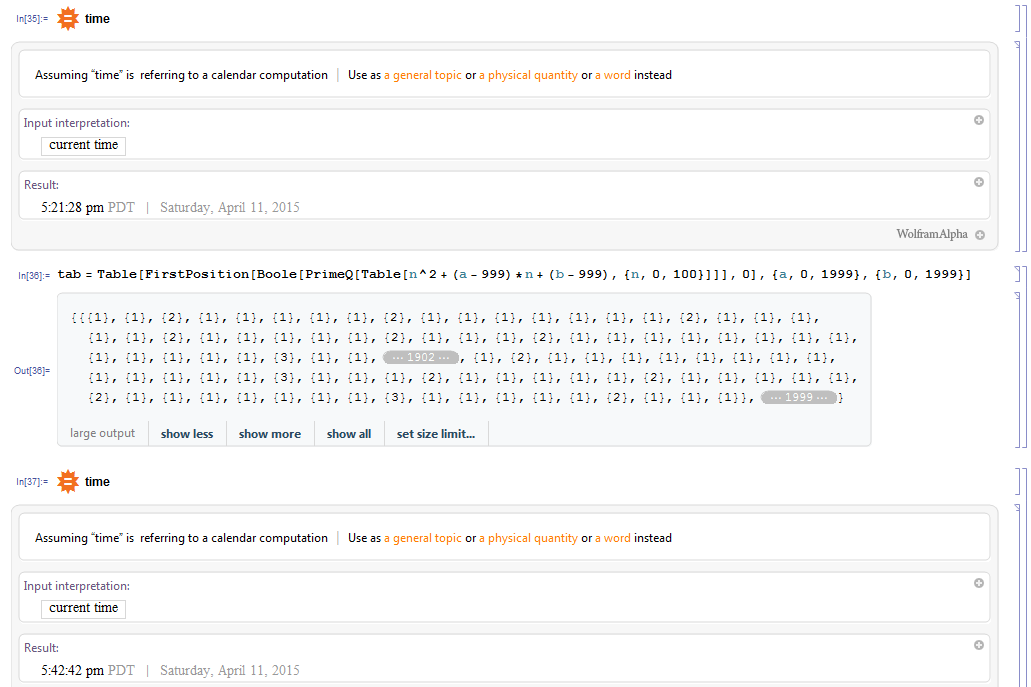 In[35]:= time
Assuming "time" is referring to a calendar computation | Use as a general topic or a physical quantity or a word instead
Input interpretation:
current time
Result:
5:21:28 pm PDT | Saturday, April 11, 2015
WolframAlpha
In[36]:= tab = Table[FirstPosition[Boole[PrimeQ[Table[n^2 + (a - 999) * n + (b - 999), {n, 0, 100}]]], 0], {a, 0, 1999}, {b, 0, 1999}]
{{{1}, {1}, {2}, {1}, {1}, {1}, {1}, {1}, {2}, {1}, {1}, {1}, {1}, {1}, {1}, {1}, {2}, {1}, {1}, {1},
{1}, {1}, {2}, {1}, {1}, {1}, {1}, {1}, {2}, {1}, {1}, {1}, {2}, {1}, {1}, {1}, {1}, {1}, {1}, {1}, {1},
{1}, {1}, {1}, {1}, {1}, {3}, {1}, {1}, ··· 1902 ··· , {1}, {2}, {1}, {1}, {1}, {1}, {1}, {1}, {1}, {1},
Out[36]= {1}, {1}, {1}, {1}, {1}, {3}, {1}, {1}, {1}, {2}, {1}, {1}, {1}, {1}, {1}, {2}, {1}, {1}, {1}, {1}, {1},
{2}, {1}, {1}, {1}, {1}, {1}, {1}, {1}, {3}, {1}, {1}, {1}, {1}, {1}, {2}, {1}, {1}, {1}}, ··· 1999 ··· }
large output show less show more show all set size limit...
In[37]:= time
Assuming "time" is referring to a calendar computation | Use as a general topic or a physical quantity or a word instead
Input interpretation:
current time
Result:
5:42:42 pm PDT | Saturday, April 11, 2015